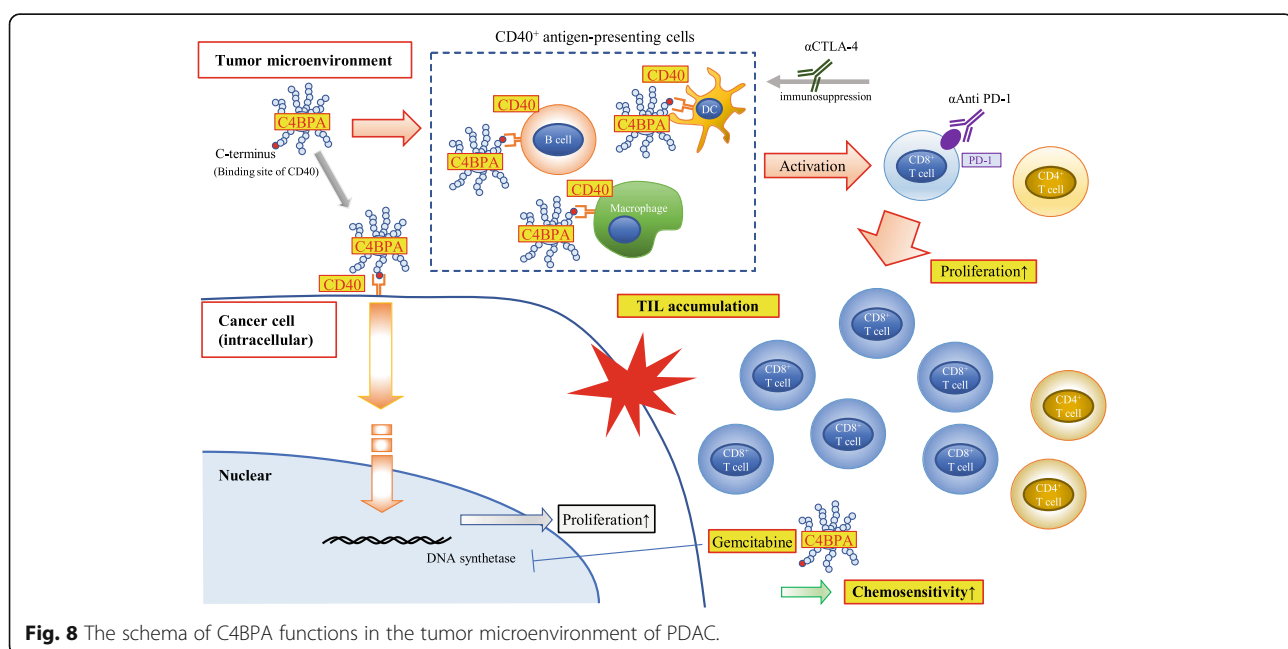 CD40⁺ antigen-presenting cells
Tumor microenvironment
C4BPA
C-terminus
(Binding site of CD40)
CD40
C4BPA
B cell
CD40
C4BPA
DC
CD40
C4BPA
Macrophage
αCTLA-4
immunosuppression
αAnti PD-1
Activation
CD8⁺
T cell
PD-1
CD4⁺
T cell
Proliferation↑
C4BPA
CD40
Cancer cell
(intracellular)
TIL accumulation
CD8⁺
T cell
CD8⁺
T cell
CD8⁺
T cell
CD8⁺
T cell
CD8⁺
T cell
CD8⁺
T cell
CD4⁺
T cell
CD4⁺
T cell
Nuclear
DNA synthetase
Proliferation↑
Gemcitabine
C4BPA
Chemosensitivity↑
Fig. 8 The schema of C4BPA functions in the tumor microenvironment of PDAC.